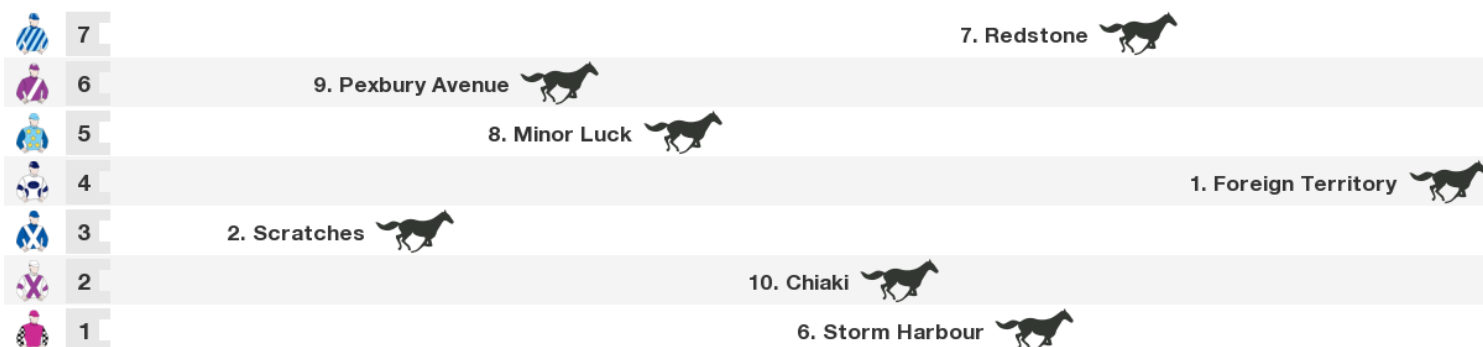 7 7. Redstone
6 9. Pexbury Avenue
5 8. Minor Luck
4 1. Foreign Territory
3 2. Scratches
2 10. Chiaki
1 6. Storm Harbour